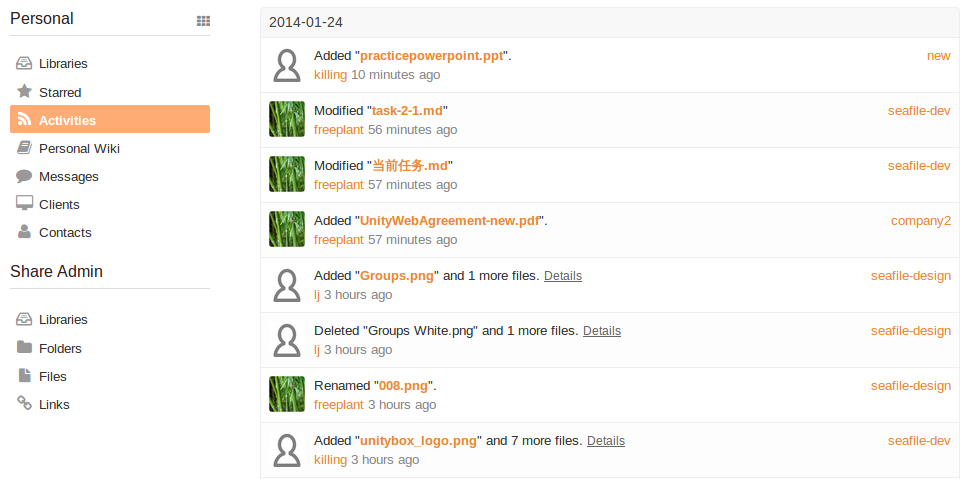 Personal
Libraries
Starred
Activities
Personal Wiki
Messages
Clients
Contacts
Share Admin
Libraries
Folders
Files
Links
2014-01-24
Added "practicepowerpoint.ppt". new
killing 10 minutes ago
Modified "task-2-1.md" seafile-dev
freeplant 56 minutes ago
Modified "当前任务.md" seafile-dev
freeplant 57 minutes ago
Added "UnityWebAgreement-new.pdf". company2
freeplant 57 minutes ago
Added "Groups.png" and 1 more files. Details seafile-design
lj 3 hours ago
Deleted "Groups White.png" and 1 more files. Details seafile-design
lj 3 hours ago
Renamed "008.png". seafile-design
freeplant 3 hours ago
Added "unitybox_logo.png" and 7 more files. Details seafile-dev
killing 3 hours ago